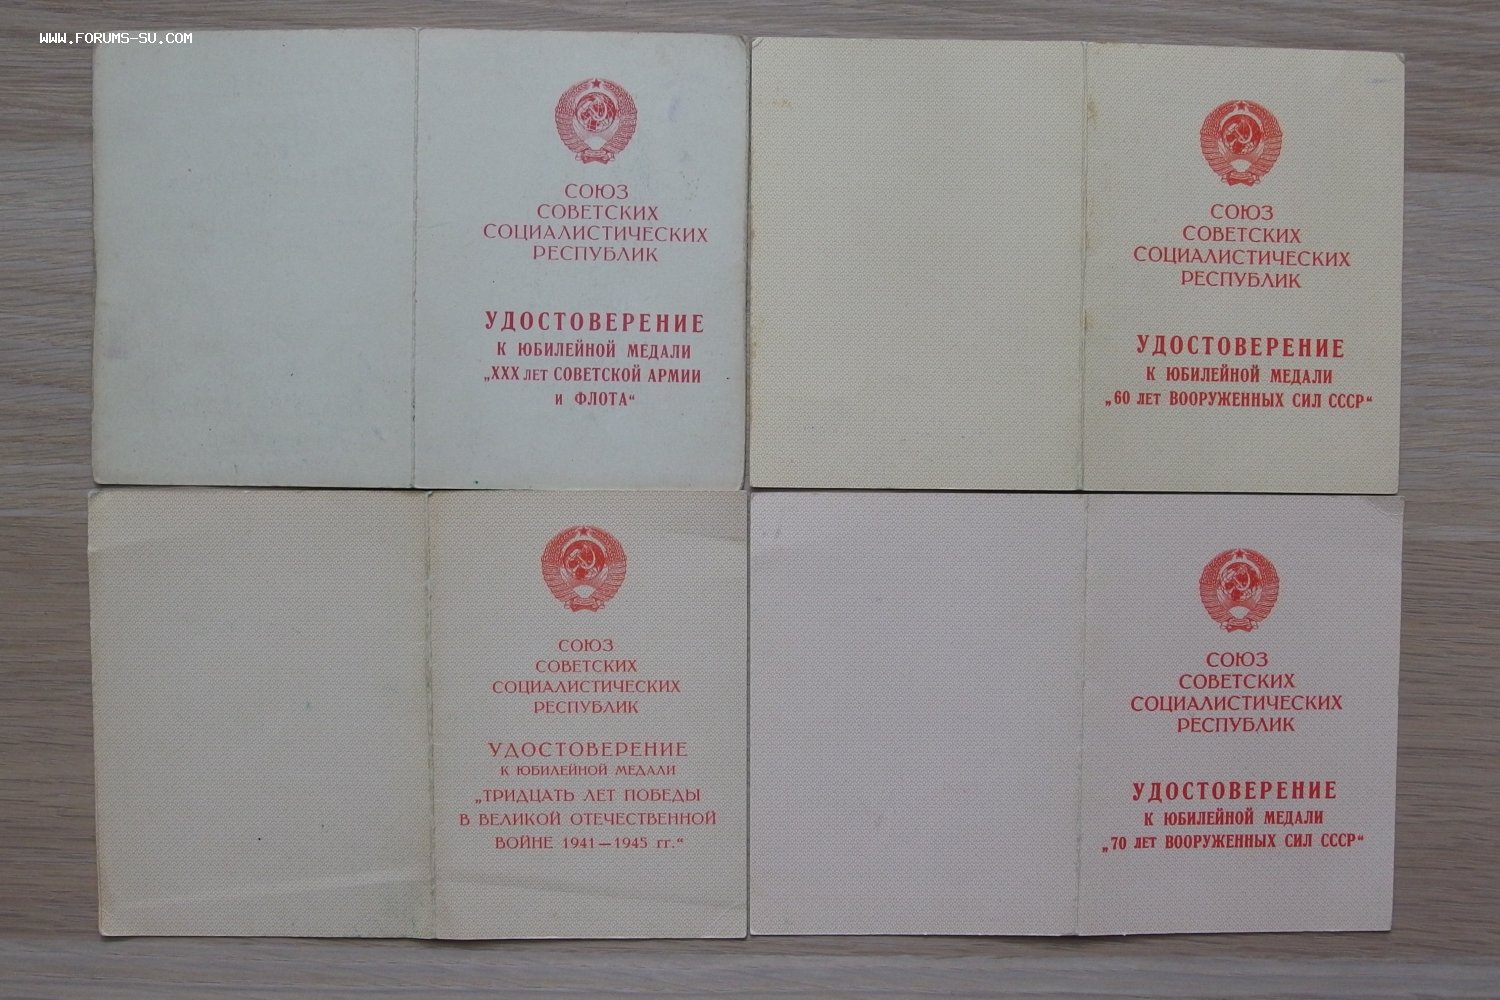 WWW.FORUMS-SU.COM
СОЮЗ
СОВЕТСКИХ
СОЦИАЛИСТИЧЕСКИХ
РЕСПУБЛИК
УДОСТОВЕРЕНИЕ
К ЮБИЛЕЙНОЙ МЕДАЛИ
„XXX лет СОВЕТСКОЙ АРМИИ
и ФЛОТА“
СОЮЗ
СОВЕТСКИХ
СОЦИАЛИСТИЧЕСКИХ
РЕСПУБЛИК
УДОСТОВЕРЕНИЕ
К ЮБИЛЕЙНОЙ МЕДАЛИ
„60 лет ВООРУЖЕННЫХ СИЛ СССР“
СОЮЗ
СОВЕТСКИХ
СОЦИАЛИСТИЧЕСКИХ
РЕСПУБЛИК
УДОСТОВЕРЕНИЕ
К ЮБИЛЕЙНОЙ МЕДАЛИ
„ТРИДЦАТЬ ЛЕТ ПОБЕДЫ
В ВЕЛИКОЙ ОТЕЧЕСТВЕННОЙ
ВОЙНЕ 1941—1945 гг.“
СОЮЗ
СОВЕТСКИХ
СОЦИАЛИСТИЧЕСКИХ
РЕСПУБЛИК
УДОСТОВЕРЕНИЕ
К ЮБИЛЕЙНОЙ МЕДАЛИ
„70 лет ВООРУЖЕННЫХ СИЛ СССР“